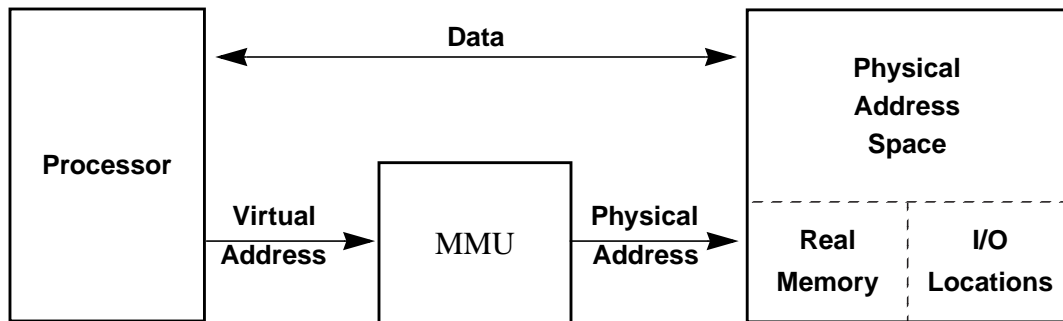 Data
Physical
Address
Space
Processor
Virtual
Address
MMU
Physical
Address
Real
Memory
I/O
Locations